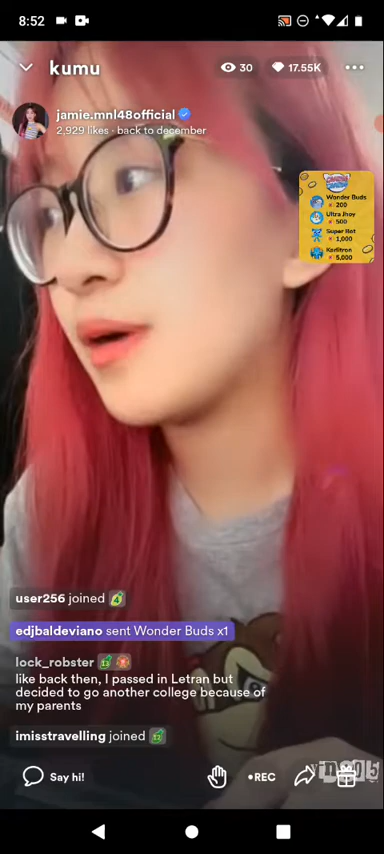 8:52
kumu
30
17.55K
jamie.mnl48official
2,929 likes · back to december
Wonder Buds
200
Ultra Jhoy
500
Super Hot
1,000
Kerlitron
5,000
user256 joined 4
edjbaldeviano sent Wonder Buds x1
lock_robster
like back then, I passed in Letran but
decided to go another college because of
my parents
imisstravelling joined
Say hi!
•REC